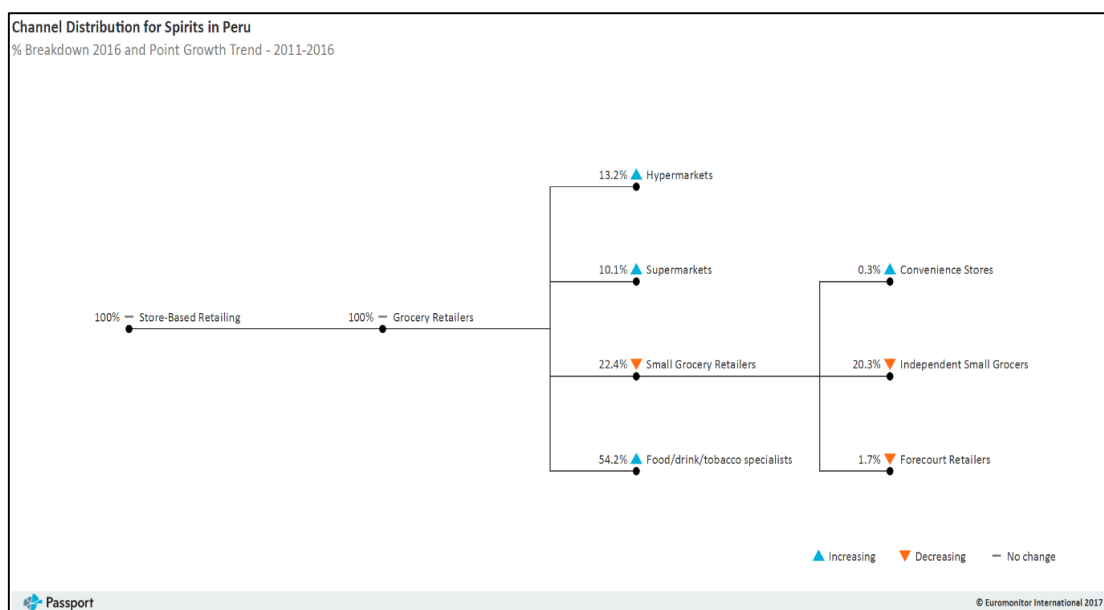 Channel Distribution for Spirits in Peru
% Breakdown 2016 and Point Growth Trend - 2011-2016
13.2% Hypermarkets
10.1% Supermarkets
0.3% Convenience Stores
100% Store-Based Retailing
100% Grocery Retailers
22.4% Small Grocery Retailers
20.3% Independent Small Grocers
54.2% Food/drink/tobacco specialists
1.7% Forecourt Retailers
Increasing
Decreasing
No change
Passport
© Euromonitor International 2017